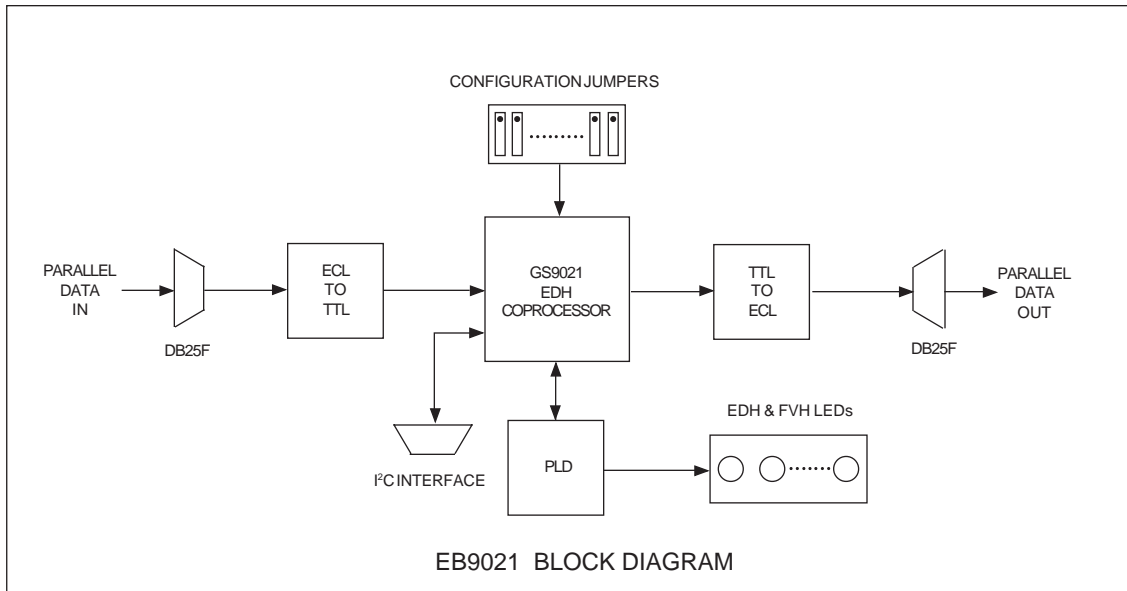 CONFIGURATION JUMPERS
PARALLEL
DATA
IN
DB25F
ECL
TO
TTL
GS9021
EDH
COPROCESSOR
TTL
TO
ECL
DB25F
PARALLEL
DATA
OUT
I²C INTERFACE
PLD
EDH & FVH LEDs
EB9021 BLOCK DIAGRAM